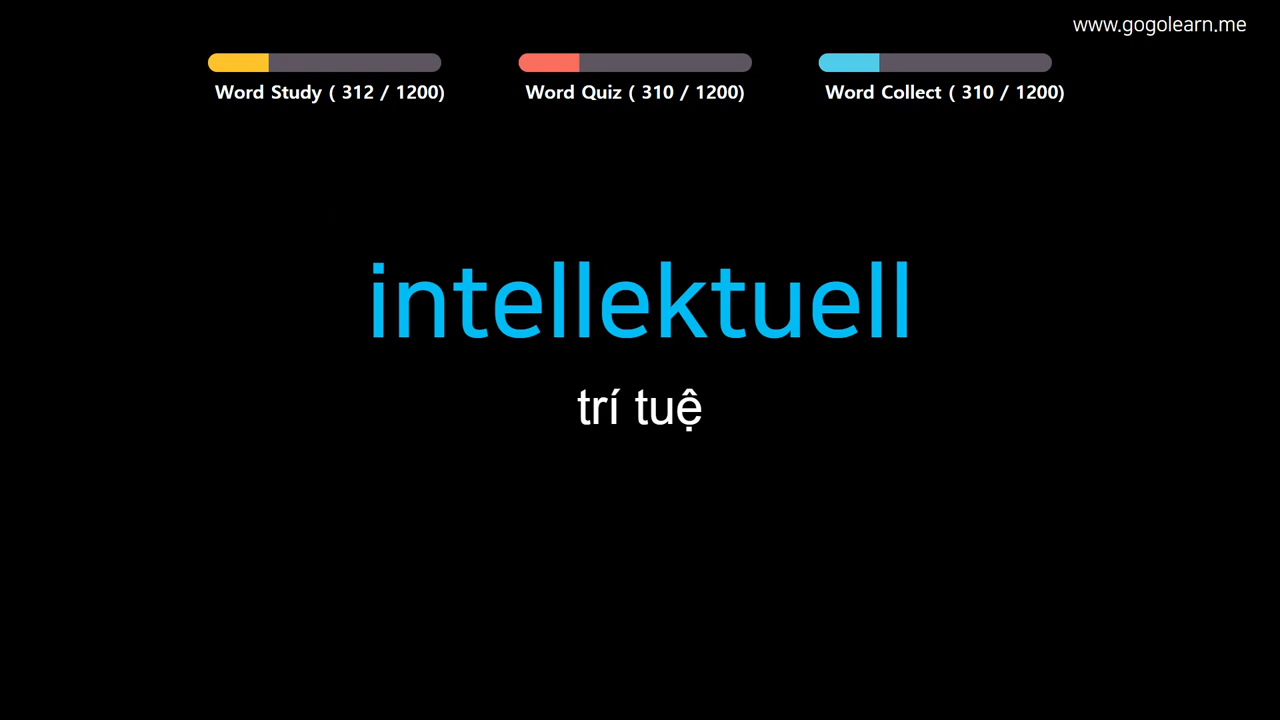 www.gogolearn.me
Word Study ( 312 / 1200)
Word Quiz ( 310 / 1200)
Word Collect ( 310 / 1200)
intellektuell
trí tuệ